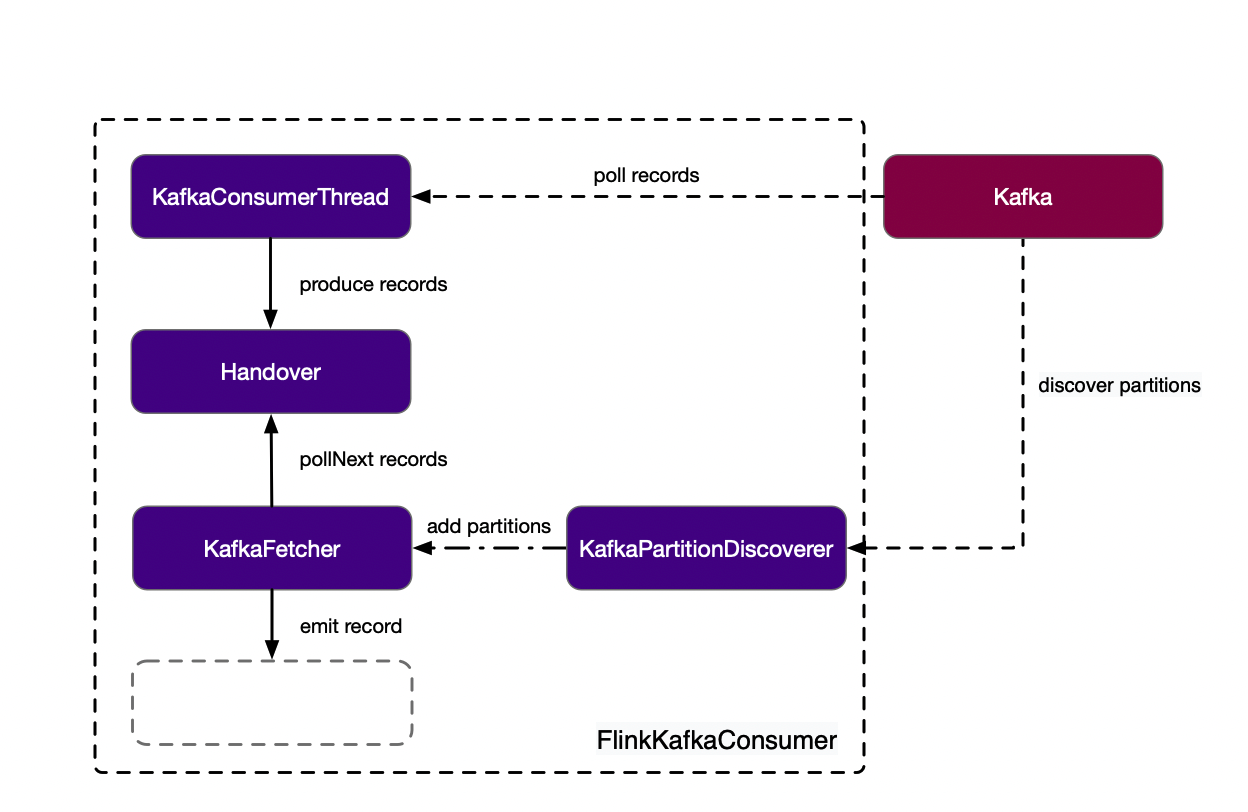 poll records
KafkaConsumerThread
Kafka
produce records
Handover
discover partitions
pollNext records
add partitions
KafkaFetcher
KafkaPartitionDiscoverer
emit record
FlinkKafkaConsumer